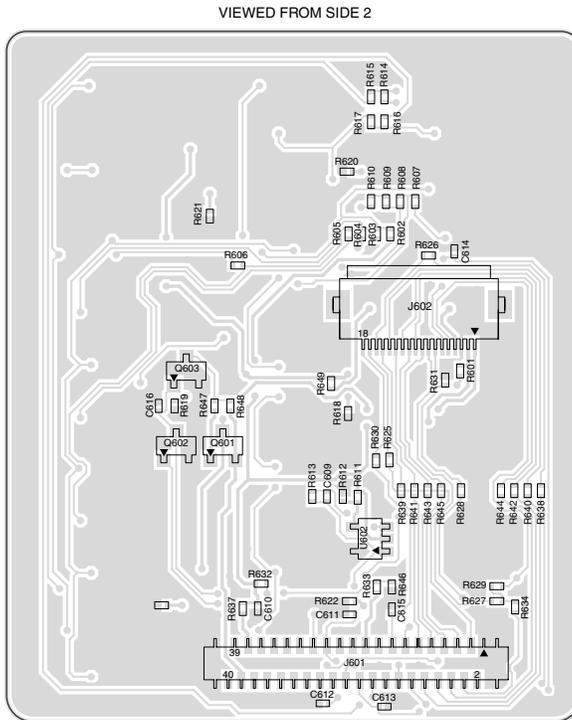 VIEWED FROM SIDE 2
R615
R614
R617
R616
R620
R610
R609
R608
R607
R621
R605
R604
R603
R602
R626
C614
R606
J602
18
Q603
R649
R631
R601
C616
R619
R647
R648
R618
Q602
Q601
R630
R625
R613
C609
R612
R611
R639
R641
R643
R645
R628
R644
R642
R640
R638
U602
R632
R633
R646
R629
R637
C610
R622
C611
C615
R627
R634
39
J601
40
2
C612
C613